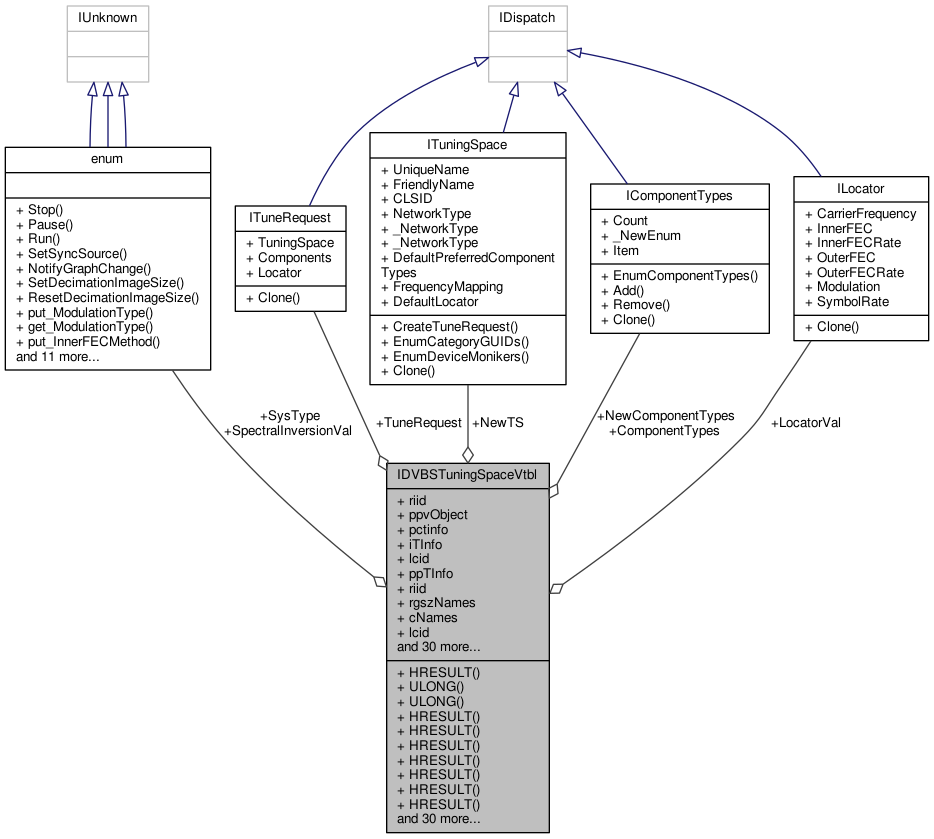 IUnknown
IDispatch
enum
+ Stop()
+ Pause()
+ Run()
+ SetSyncSource()
+ NotifyGraphChange()
+ SetDecimationImageSize()
+ ResetDecimationImageSize()
+ put_ModulationType()
+ get_ModulationType()
+ put_InnerFECMethod()
and 11 more...
ITuneRequest
+ TuningSpace
+ Components
+ Locator
+ Clone()
ITuningSpace
+ UniqueName
+ FriendlyName
+ CLSID
+ NetworkType
+ _NetworkType
+ _NetworkType
+ DefaultPreferredComponent
Types
+ FrequencyMapping
+ DefaultLocator
+ CreateTuneRequest()
+ EnumCategoryGUIDs()
+ EnumDeviceMonikers()
+ Clone()
IComponentTypes
+ Count
+ _NewEnum
+ Item
+ EnumComponentTypes()
+ Add()
+ Remove()
+ Clone()
ILocator
+ CarrierFrequency
+ InnerFEC
+ InnerFECRate
+ OuterFEC
+ OuterFECRate
+ Modulation
+ SymbolRate
+ Clone()
+SysType
+SpectralInversionVal
+TuneRequest
+NewTS
+NewComponentTypes
+ComponentTypes
+LocatorVal
IDVBSTuningSpaceVtbl
+ riid
+ ppvObject
+ pctinfo
+ iTInfo
+ lcid
+ ppTInfo
+ riid
+ rgszNames
+ cNames
+ lcid
and 30 more...
+ HRESULT()
+ ULONG()
+ ULONG()
+ HRESULT()
+ HRESULT()
+ HRESULT()
+ HRESULT()
+ HRESULT()
+ HRESULT()
+ HRESULT()
and 30 more...